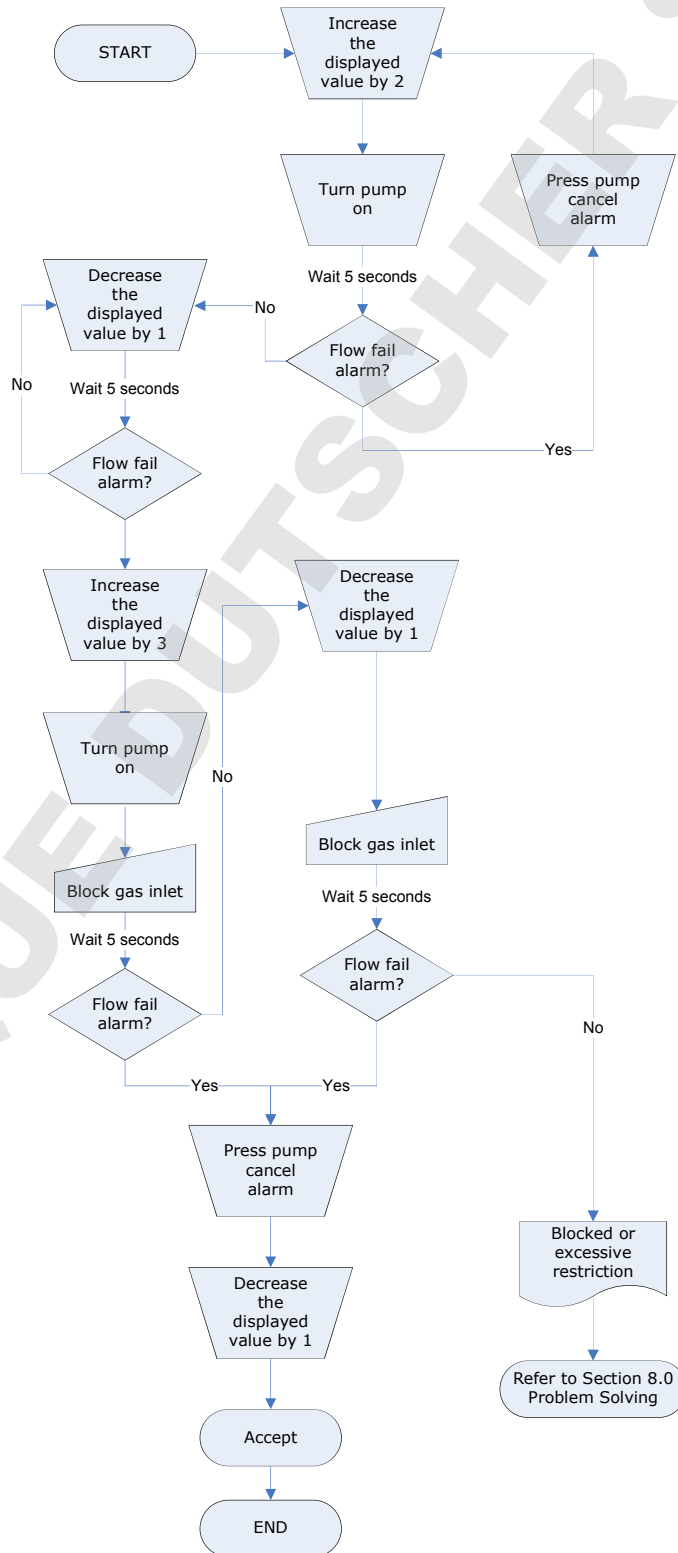 START
Increase
the
displayed
value by 2
Turn pump
on
Press pump
cancel
alarm
Wait 5 seconds
Decrease
the
displayed
value by 1
No
Flow fail
alarm?
No
Wait 5 seconds
Yes
Flow fail
alarm?
Increase
the
displayed
value by 3
Decrease
the
displayed
value by 1
Turn pump
on
No
Block gas inlet
Block gas inlet
Wait 5 seconds
Wait 5 seconds
Flow fail
alarm?
Flow fail
alarm?
No
Yes
Yes
Press pump
cancel
alarm
Blocked or
excessive
restriction
Decrease
the
displayed
value by 1
Refer to Section 8.0
Problem Solving
Accept
END
UE DUTSCHER